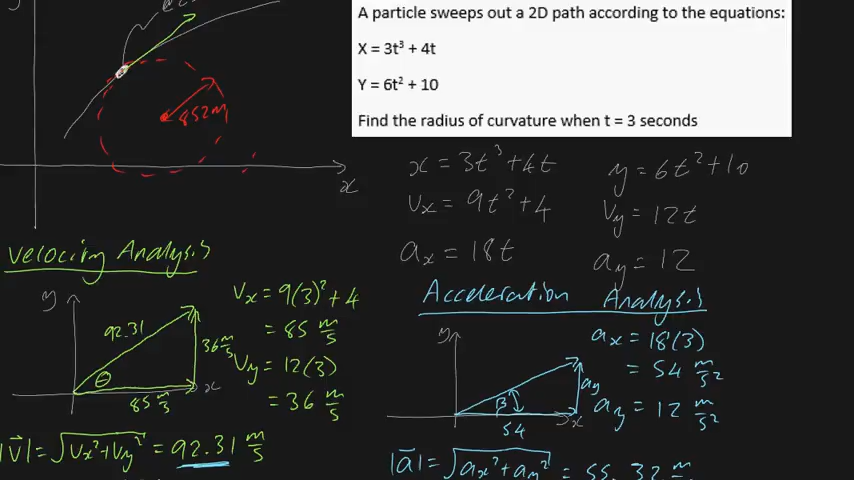 y
A particle sweeps out a 2D path according to the equations:
X = 3t³ + 4t
Y = 6t² + 10
Find the radius of curvature when t = 3 seconds
852m
x
x = 3t³ + 4t
y = 6t² + 10
Vx = 9t² + 4
Vy = 12t
ax = 18t
ay = 12
Velocity Analysis
y
92.31
36 m/s
θ
x
85 m/s
Vx = 9(3)² + 4
= 85 m/s
Vy = 12(3)
= 36 m/s
|V| = √Vx² + Vy² = 92.31 m/s
Acceleration Analysis
y
ay
β
x
54
ax = 18(3)
= 54 m/s²
ay = 12 m/s²
|a| = √ax² + ay² = 55.32 m